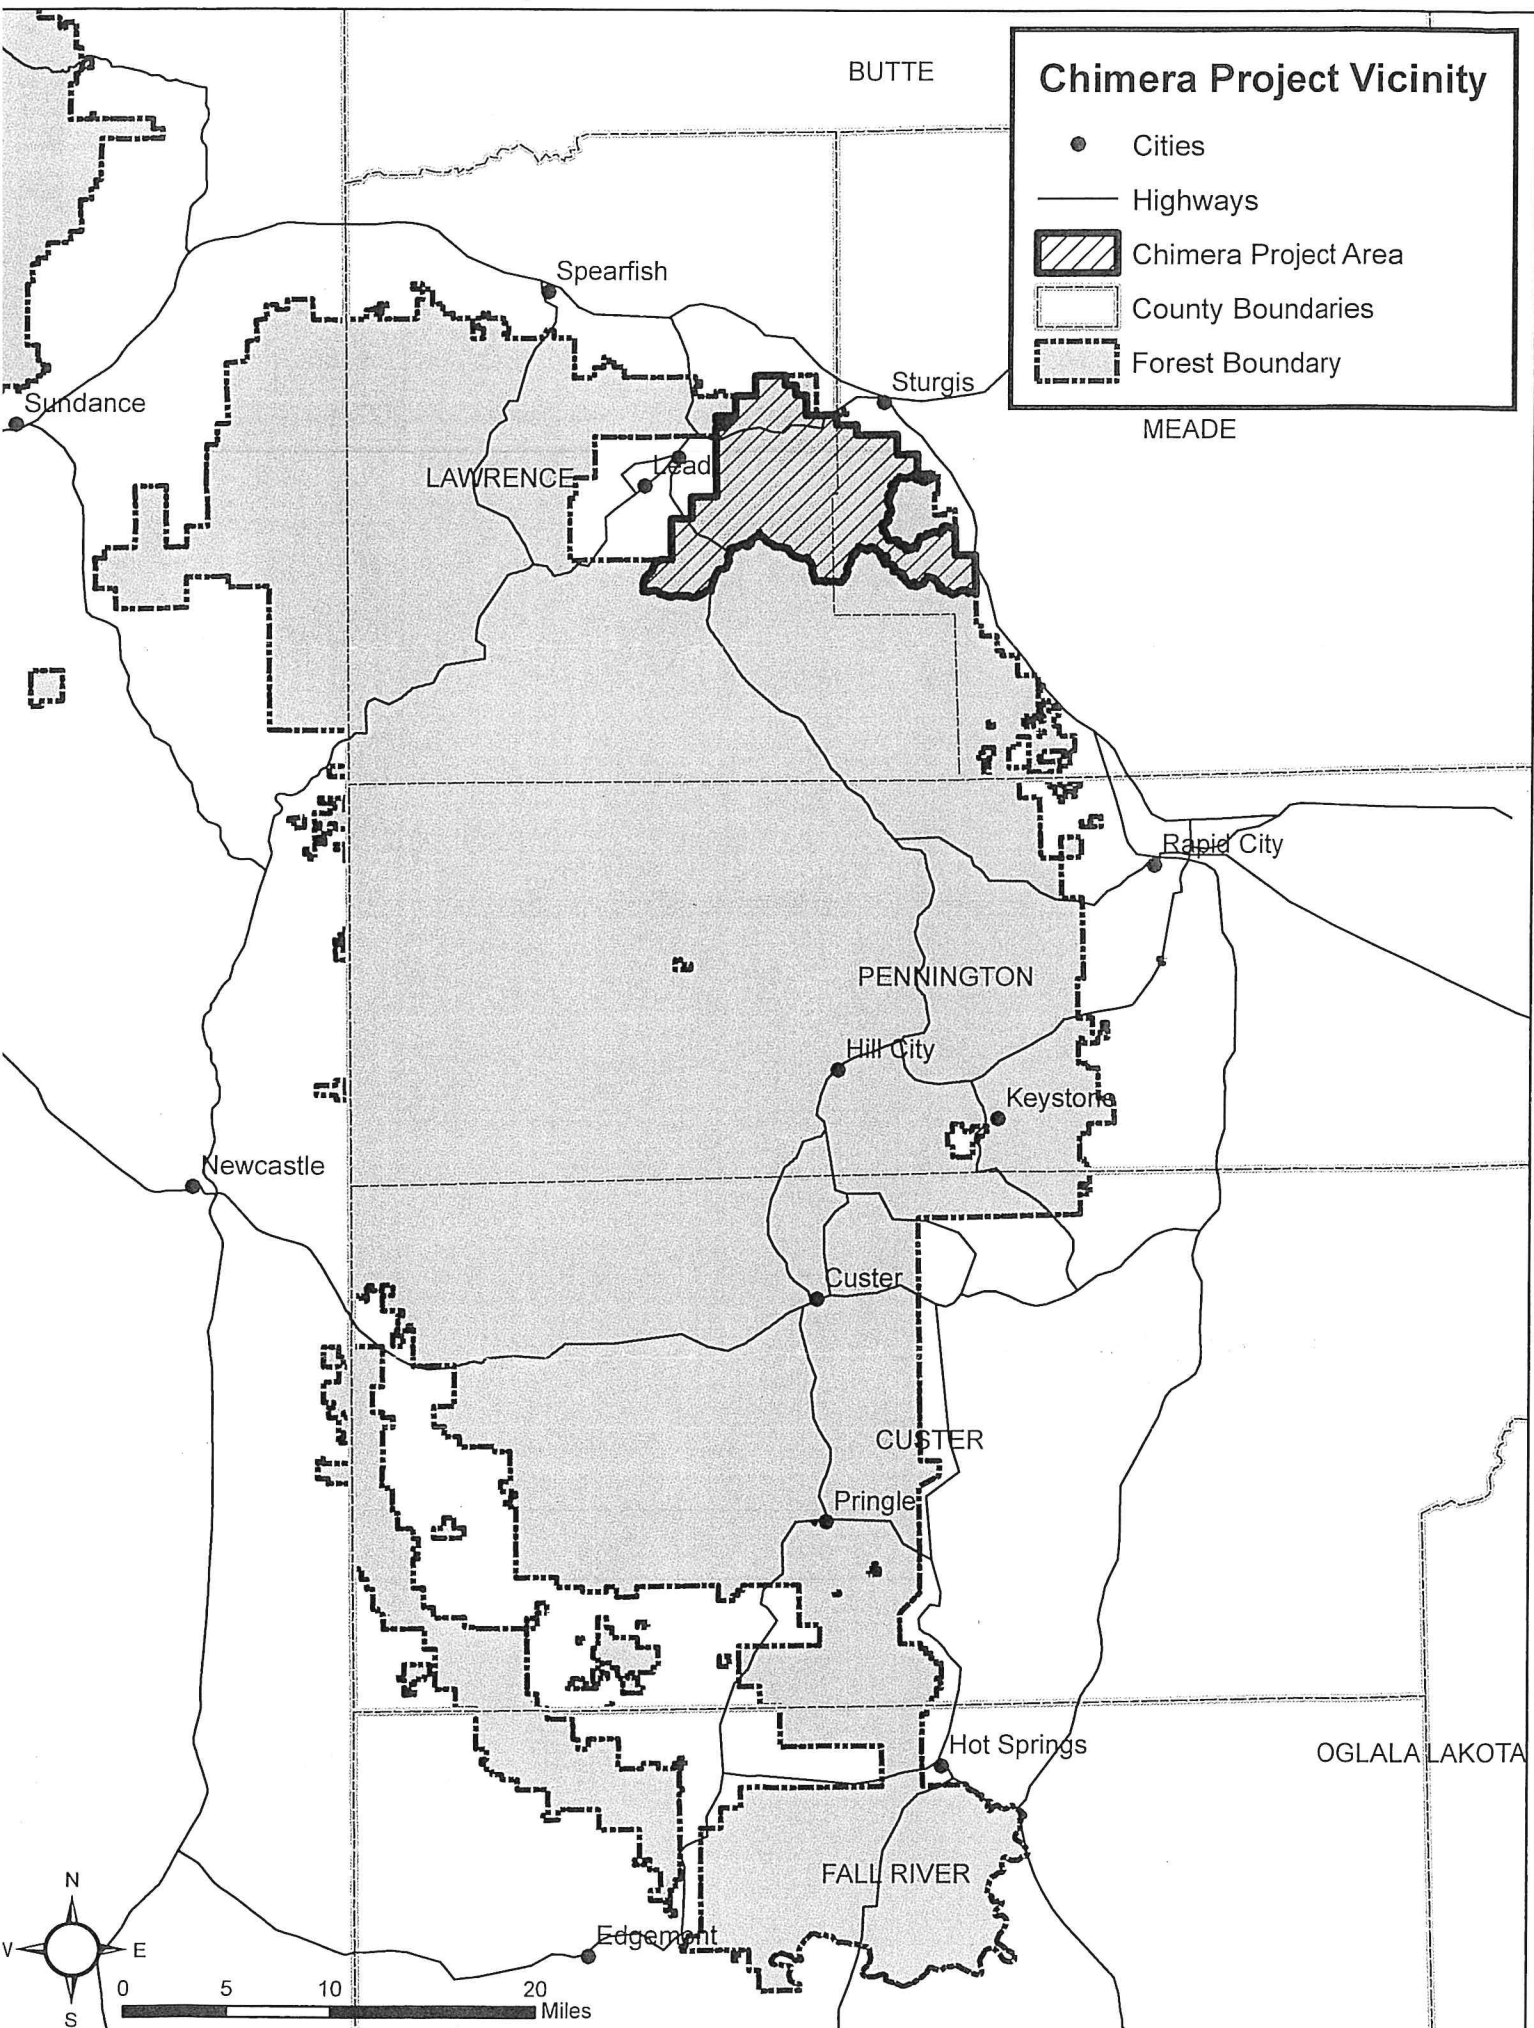 BUTTE
Chimera Project Vicinity
Cities
Highways
Chimera Project Area
County Boundaries
Forest Boundary
Spearfish
Sturgis
Sundance
MEADE
Lead
LAWRENCE
Rapid City
PENNINGTON
Hill City
Keystone
Newcastle
Custer
CUSTER
Pringle
Hot Springs
OGLALA LAKOTA
FALL RIVER
Edgemont
N
W E
S
0 5 10 20
Miles